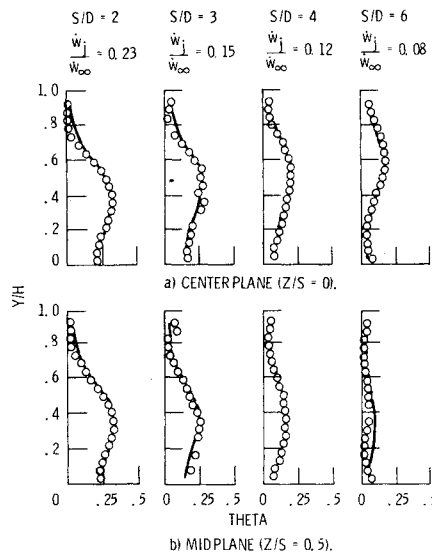 S/D = 2 S/D = 3 S/D = 4 S/D = 6
Ẇj/Ẇ∞ = 0.23 Ẇj/Ẇ∞ = 0.15 Ẇj/Ẇ∞ = 0.12 Ẇj/Ẇ∞ = 0.08
1.0
.8
.6
.4
.2
0
a) CENTER PLANE (Z/S = 0).
Y/H
1.0
.8
.6
.4
.2
0 .25 .5 0 .25 .5 0 .25 .5 0 .25 .5
THETA
b) MIDPLANE (Z/S = 0.5).